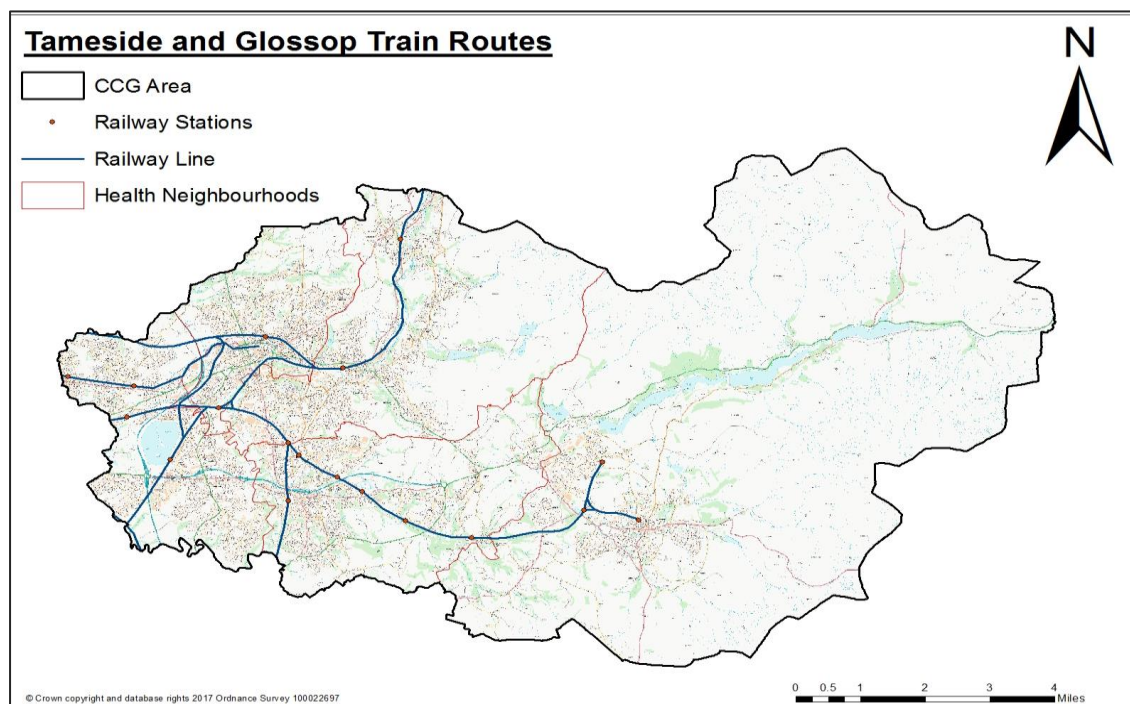 Tameside and Glossop Train Routes
CCG Area
Railway Stations
Railway Line
Health Neighbourhoods
N
© Crown copyright and database rights 2017 Ordnance Survey 100022697
0 0.5 1 2 3 4
Miles